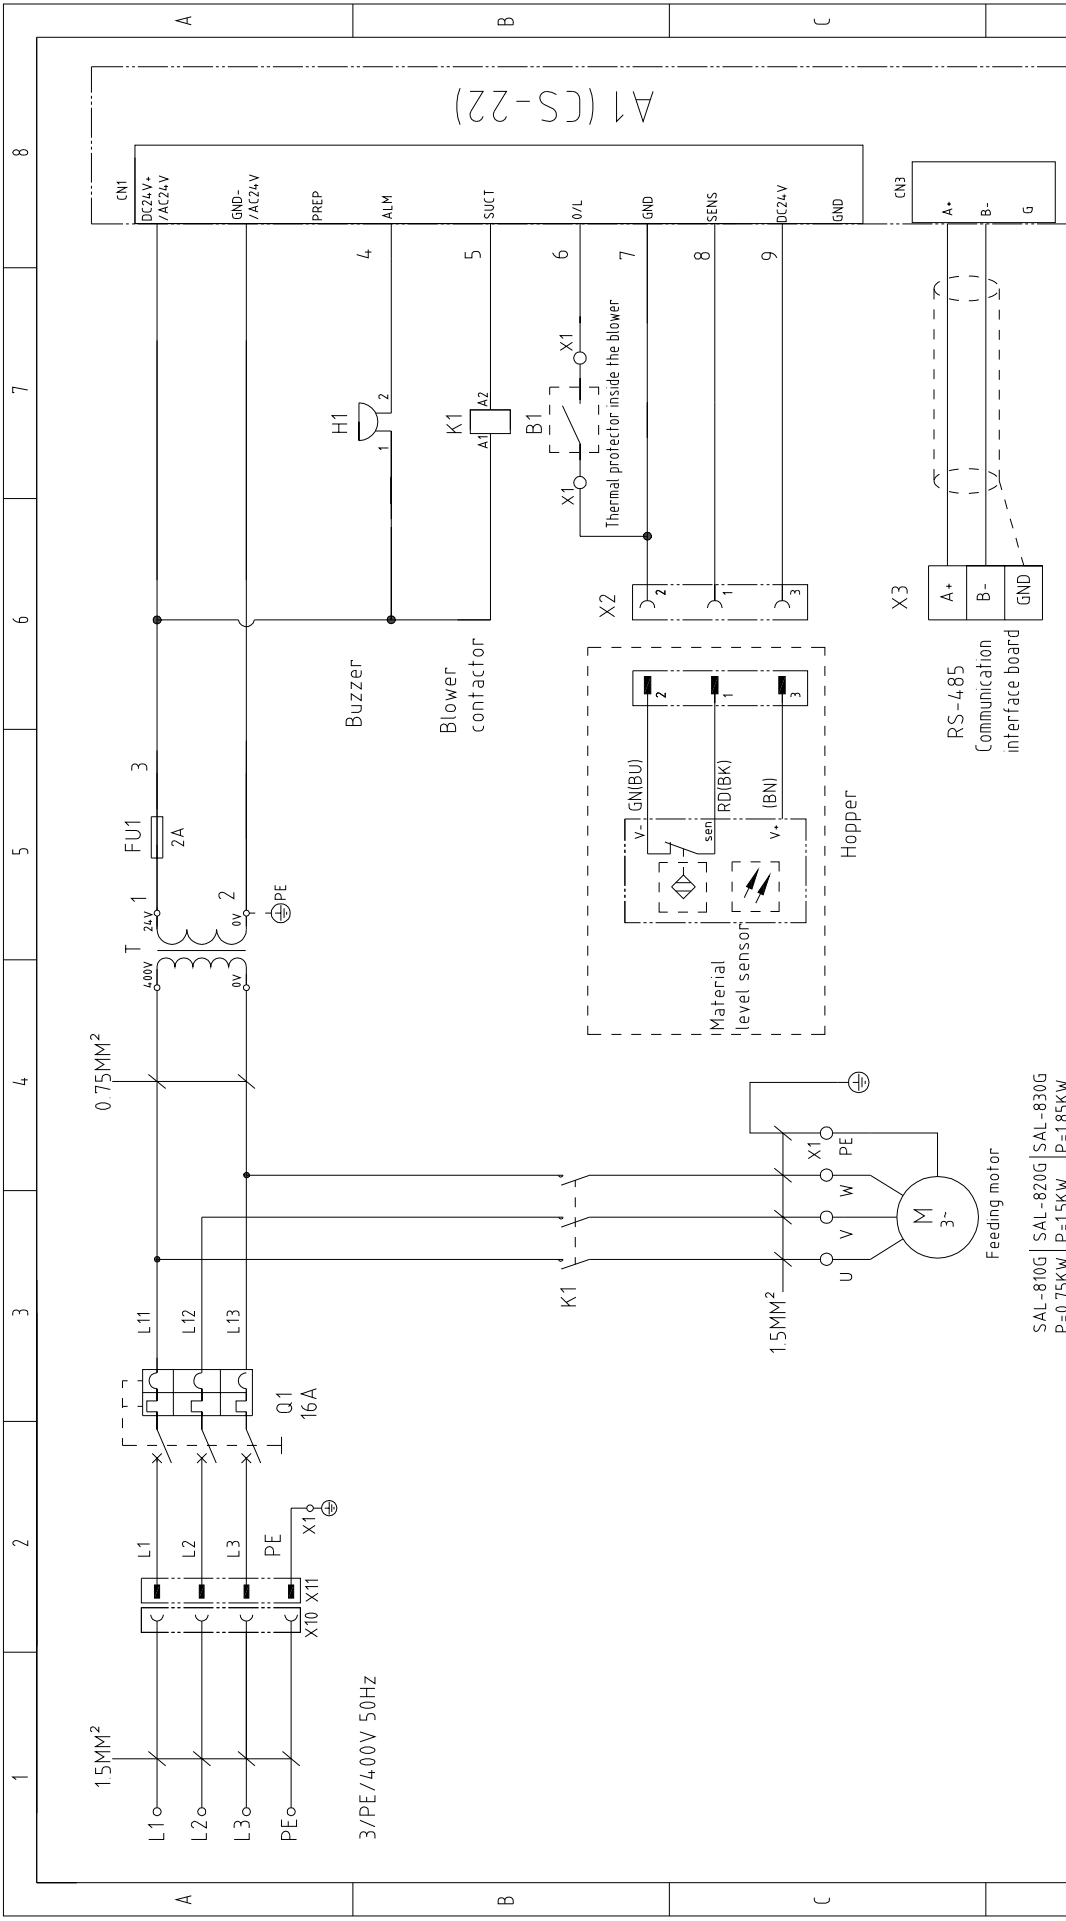 1
2
3
4
5
6
7
8
A
B
C
A
B
C
1.5MM²
L1
L2
L3
PE
3/PE/400V 50Hz
X10
X11
L1
L2
L3
PE
X1
Q1
16A
L11
L12
L13
0.75MM²
T
400V
0V
24V
0V
1
2
PE
FU1
2A
3
K1
1.5MM²
U
V
W
X1
PE
M
3~
Feeding motor
SAL-810G SAL-820G SAL-830G
P=0.75KW P=1.5KW P=1.85KW
Buzzer
Blower
contactor
H1
1
2
K1
A1
A2
B1
X1
X1
Thermal protector inside the blower
4
5
6
7
8
9
X2
2
1
3
2
1
3
GN(BU)
RD(BK)
(BN)
V-
sen
V+
Material
level sensor
Hopper
RS-485
Communication
interface board
X3
A+
B-
GND
A1(CS-22)
CN1
DC24V+
/AC24V
GND-
/AC24V
PREP
ALM
SUCT
O/L
GND
SENS
DC24V
GND
CN3
A+
B-
G